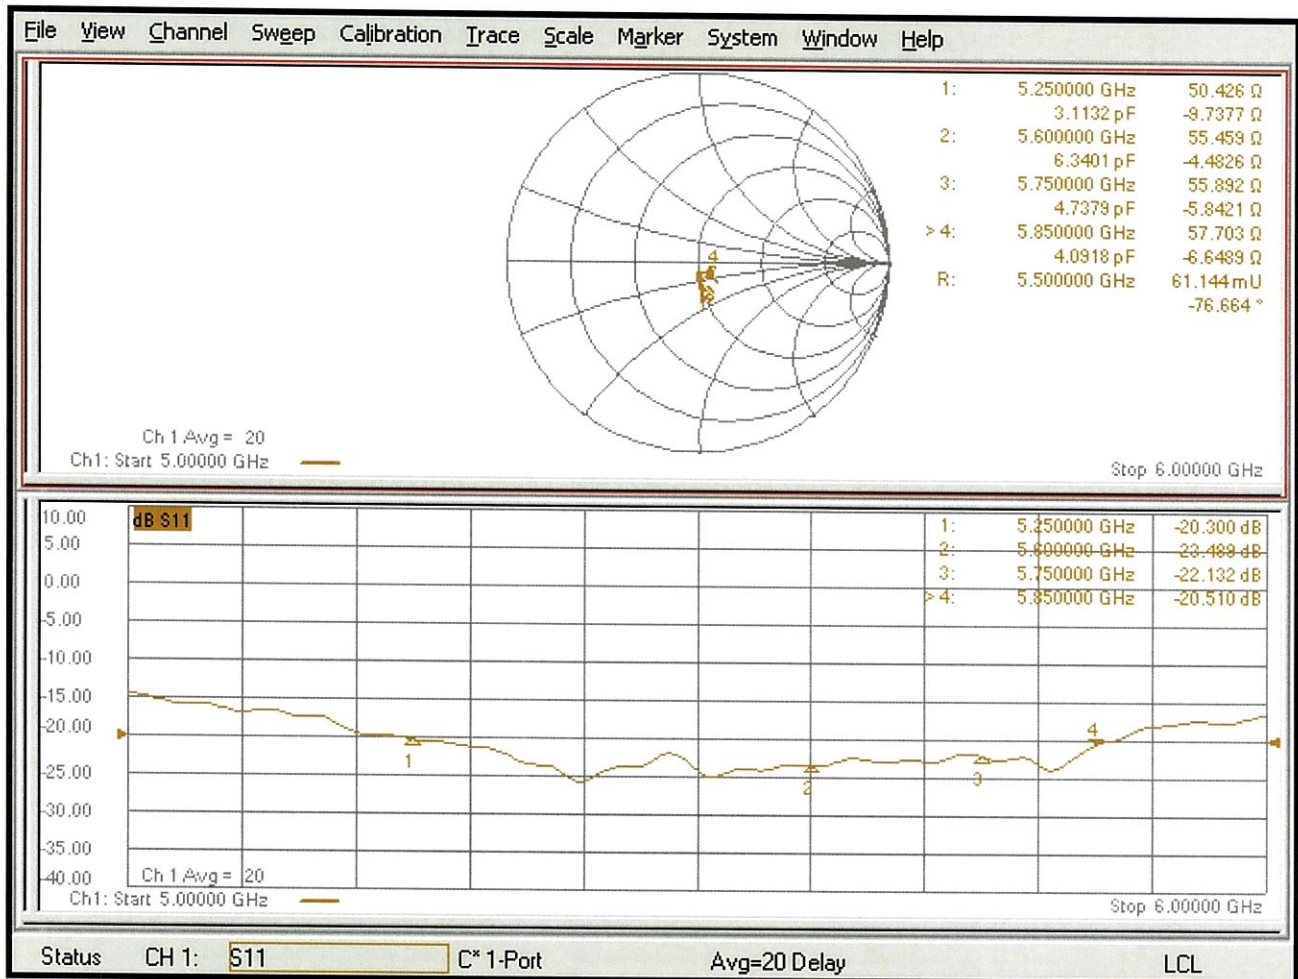 File View Channel Sweep Calibration Trace Scale Marker System Window Help
1: 5.250000 GHz 50.426 Ω
3.1132 pF -9.7377 Ω
2: 5.600000 GHz 55.459 Ω
6.3401 pF -4.4826 Ω
3: 5.750000 GHz 55.892 Ω
4.7379 pF -5.8421 Ω
> 4: 5.850000 GHz 57.703 Ω
4.0918 pF -6.6489 Ω
R: 5.500000 GHz 61.144 mU
-76.664 °
4
Ch 1 Avg = 20
Ch1: Start 5.00000 GHz
Stop 6.00000 GHz
10.00
dB S11
5.00
0.00
-5.00
-10.00
-15.00
-20.00
-25.00
-30.00
-35.00
-40.00
1: 5.250000 GHz -20.300 dB
2: 5.600000 GHz -23.489 dB
3: 5.750000 GHz -22.132 dB
> 4: 5.850000 GHz -20.510 dB
1
2
3
4
Ch 1 Avg = 20
Ch1: Start 5.00000 GHz
Stop 6.00000 GHz
Status CH 1: S11 C* 1-Port Avg=20 Delay LCL